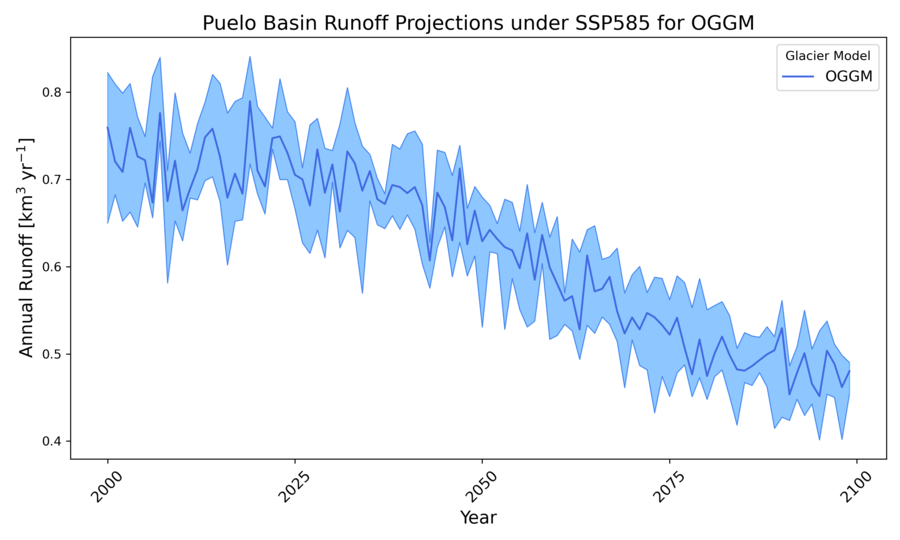 Puelo Basin Runoff Projections under SSP585 for OGGM
Glacier Model
OGGM
Annual Runoff [km³ yr⁻¹]
0.8
0.7
0.6
0.5
0.4
2000
2025
2050
2075
2100
Year